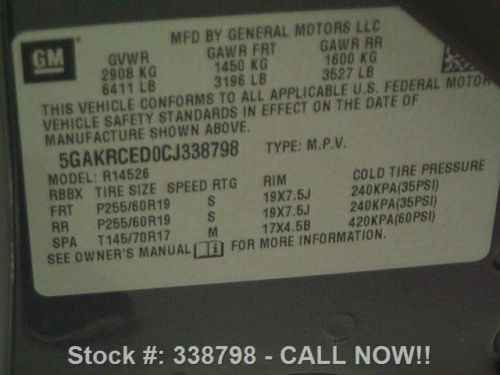 GM
MFD BY GENERAL MOTORS LLC
GVWR GAWR FRT GAWR RR
2908 KG 1450 KG 1600 KG
6411 LB 3196 LB 3527 LB
THIS VEHICLE CONFORMS TO ALL APPLICABLE U.S. FEDERAL MOTOR
VEHICLE SAFETY STANDARDS IN EFFECT ON THE DATE OF
MANUFACTURE SHOWN ABOVE.
5GAKRCED0CJ338798 TYPE: M.P.V.
MODEL: R14526
RBBX TIRE SIZE SPEED RTG RIM COLD TIRE PRESSURE
FRT P255/60R19 S 19X7.5J 240KPA(35PSI)
RR P255/60R19 S 19X7.5J 240KPA(35PSI)
SPA T145/70R17 M 17X4.5B 420KPA(60PSI)
SEE OWNER'S MANUAL FOR MORE INFORMATION.
Stock #: 338798 - CALL NOW!!